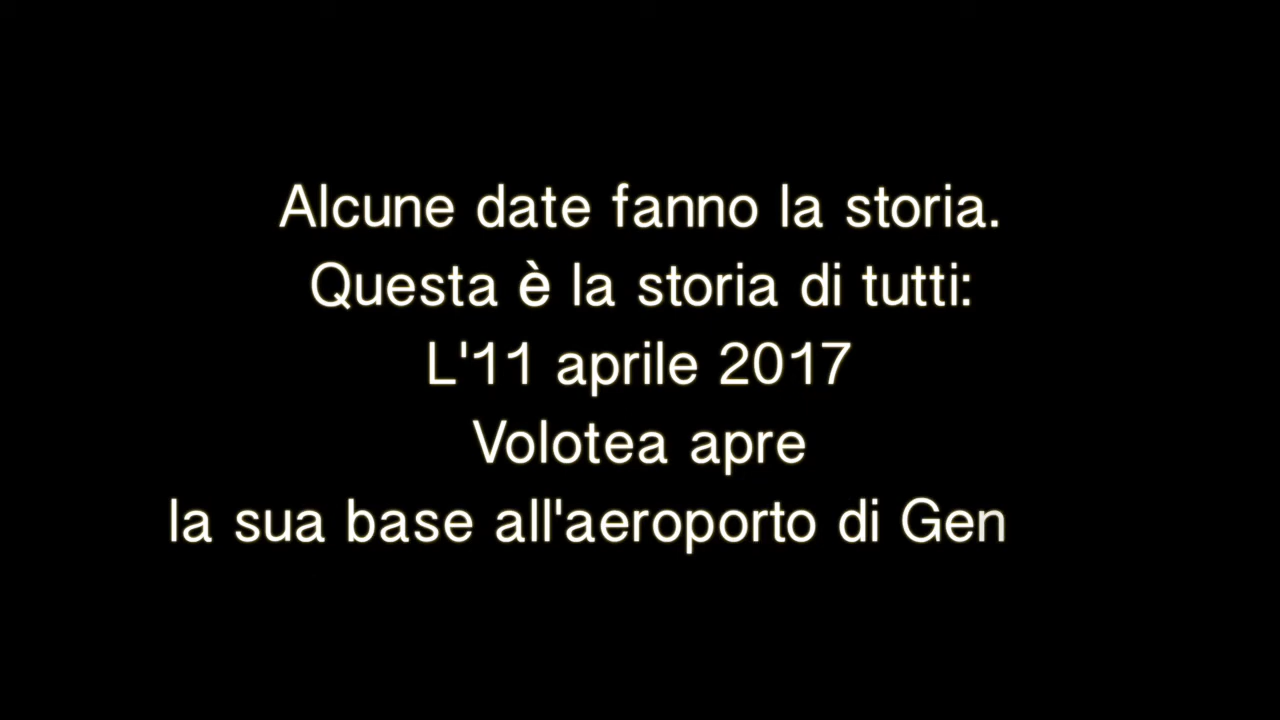 Alcune date fanno la storia.
Questa è la storia di tutti:
L'11 aprile 2017
Volotea apre
la sua base all'aeroporto di Gen